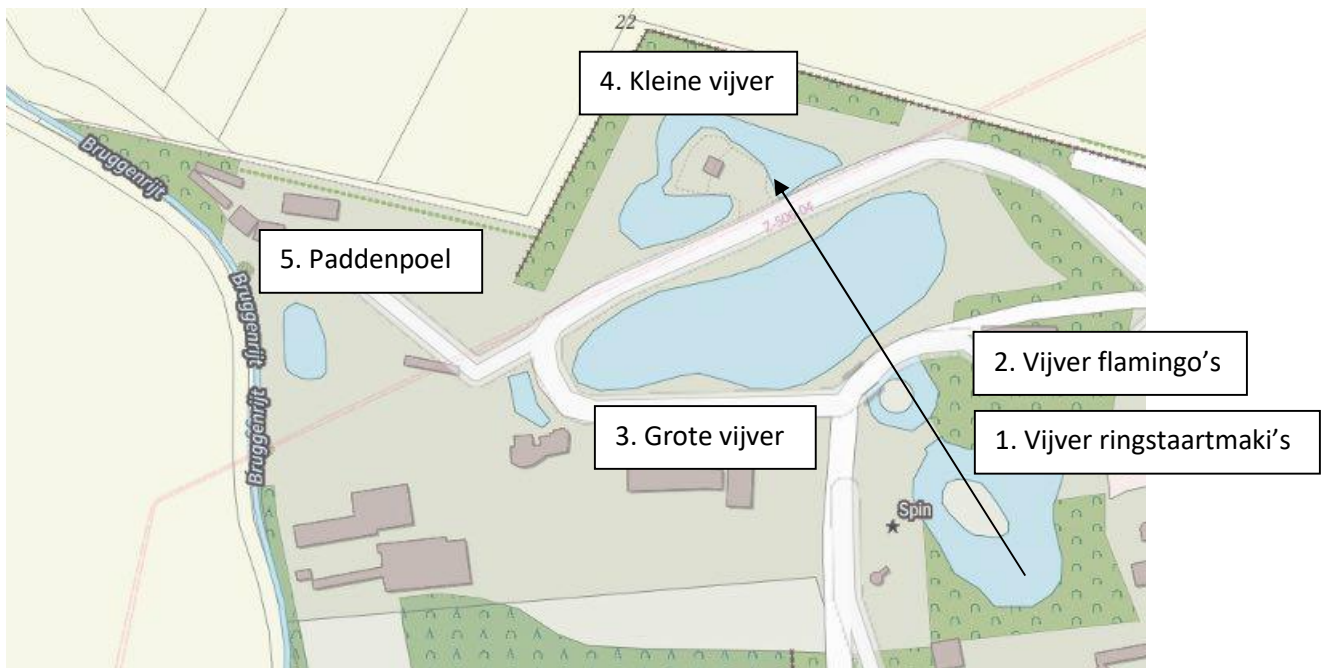 22
4. Kleine vijver
Bruggenrijt
Z-506.04
5. Paddenpoel
Bruggenrijt
2. Vijver flamingo's
Bruggenrijt
3. Grote vijver
1. Vijver ringstaartmaki's
Spin